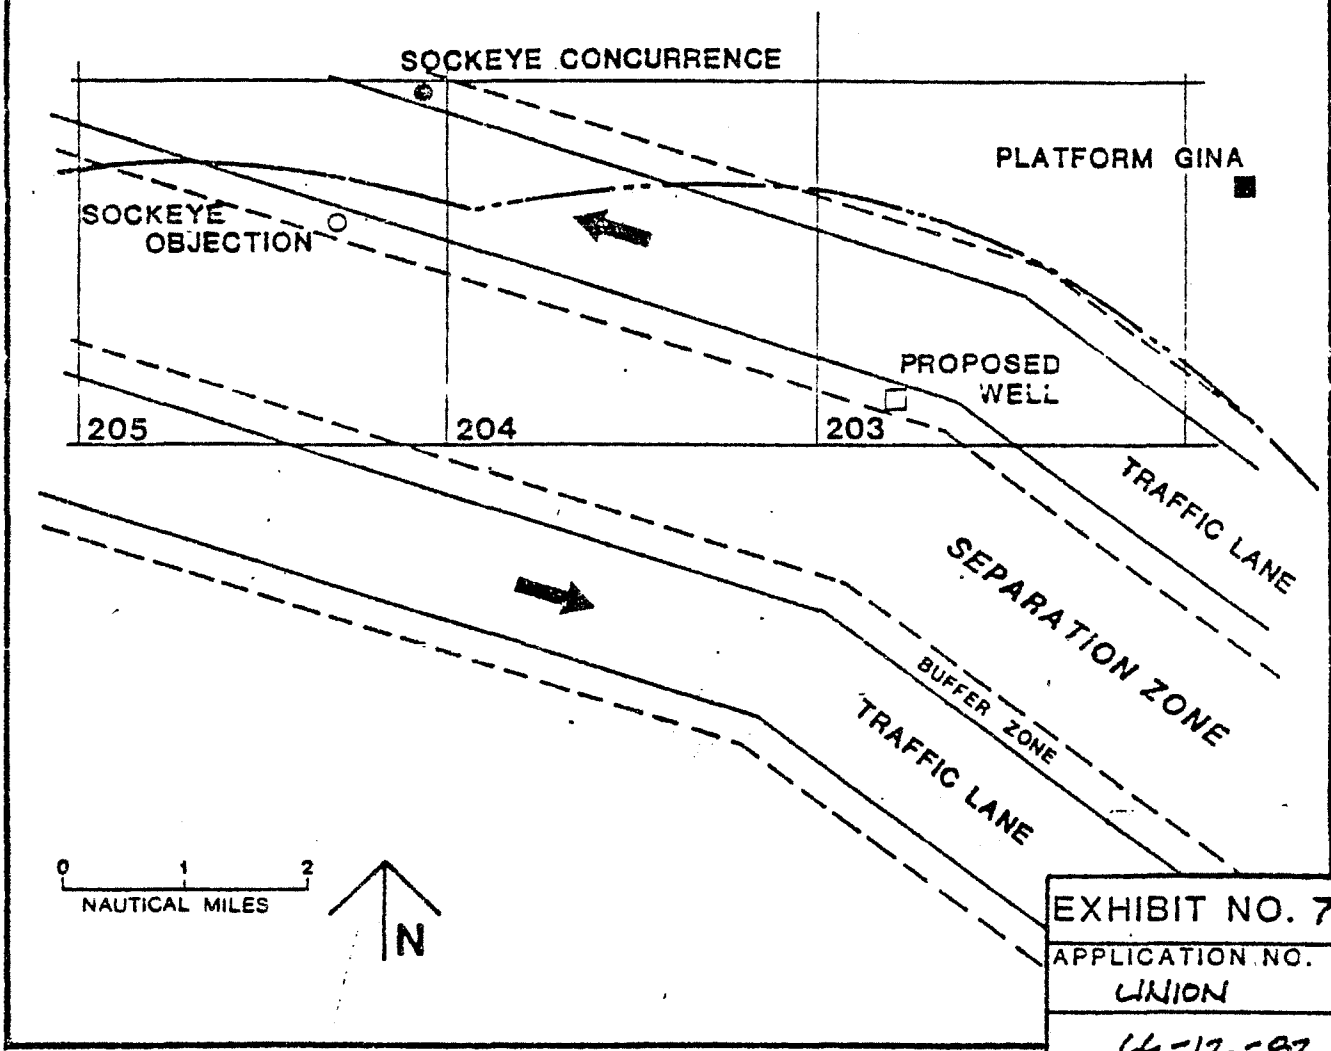 SOCKEYE CONCURRENCE
PLATFORM GINA
SOCKEYE
OBJECTION
PROPOSED
WELL
205
204
203
TRAFFIC LANE
SEPARATION ZONE
BUFFER ZONE
TRAFFIC LANE
0 1 2
NAUTICAL MILES
N
EXHIBIT NO. 7
APPLICATION NO.
UNION